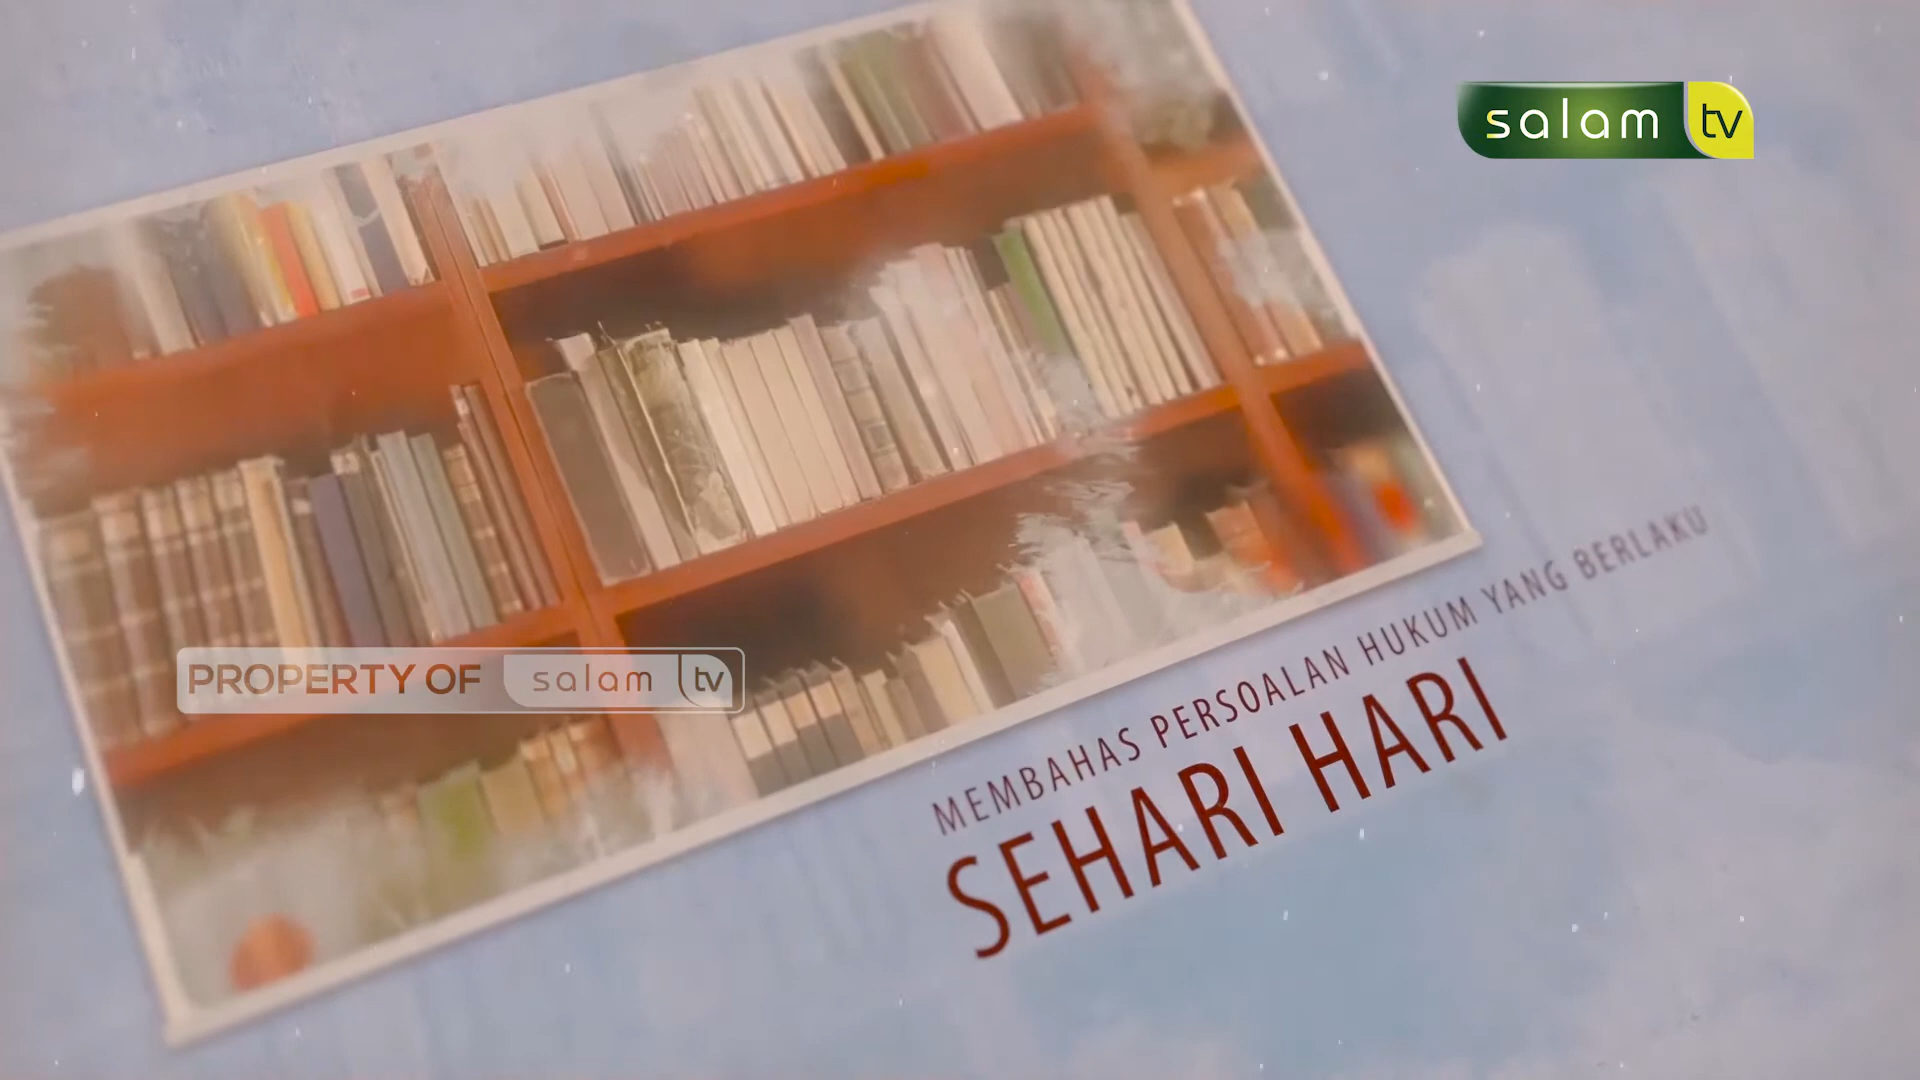 salam tv
PROPERTY OF salam tv
MEMBAHAS PERSOALAN HUKUM YANG BERLAKU
SEHARI HARI